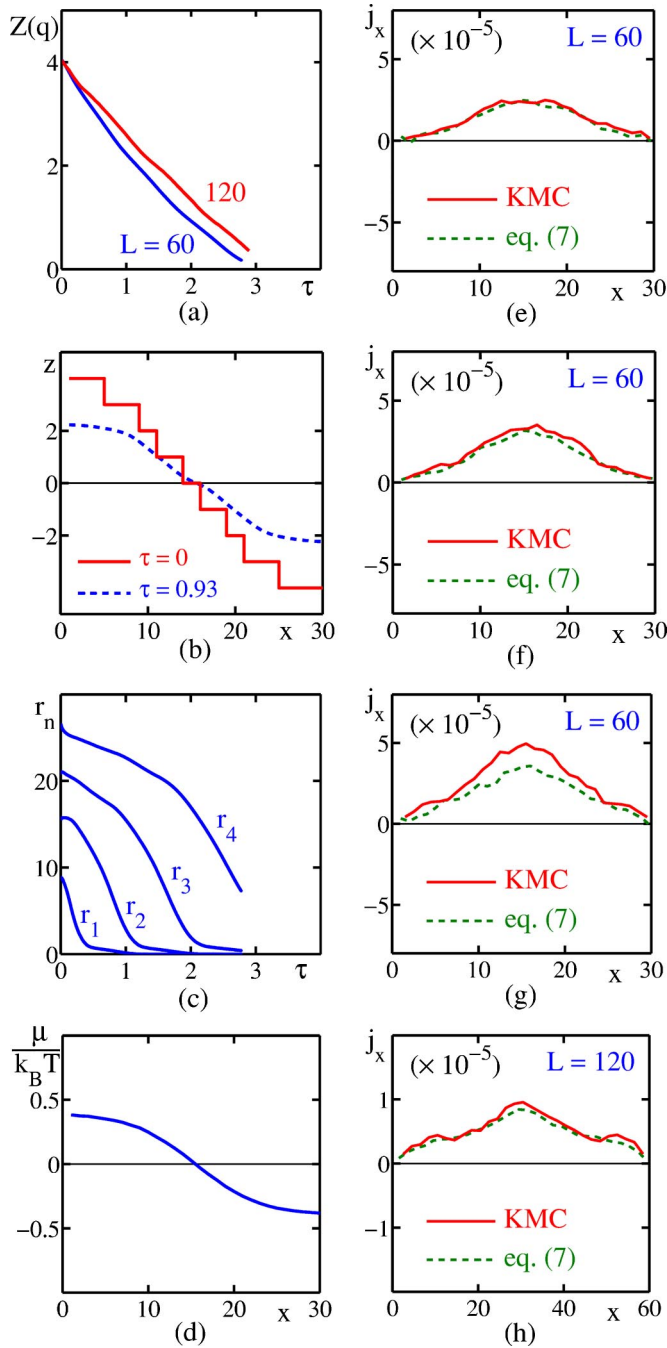 Z(q)
4
2
0
120
L = 60
0 1 2 3 τ
(a)
z
2
0
−2
τ = 0
τ = 0.93
0 10 20 x 30
(b)
r_n
20
10
0
r_1 r_2 r_3 r_4
0 1 2 3 τ
(c)
μ
k_BT
0.5
0
−0.5
0 10 20 x 30
(d)
j_x
(× 10^{−5}) L = 60
5
0
−5
KMC
eq. (7)
0 10 20 x 30
(e)
j_x
(× 10^{−5}) L = 60
5
0
−5
KMC
eq. (7)
0 10 20 x 30
(f)
j_x
(× 10^{−5}) L = 60
5
0
−5
KMC
eq. (7)
0 10 20 x 30
(g)
j_x
(× 10^{−5}) L = 120
1
0
−1
KMC
eq. (7)
0 20 40 x 60
(h)